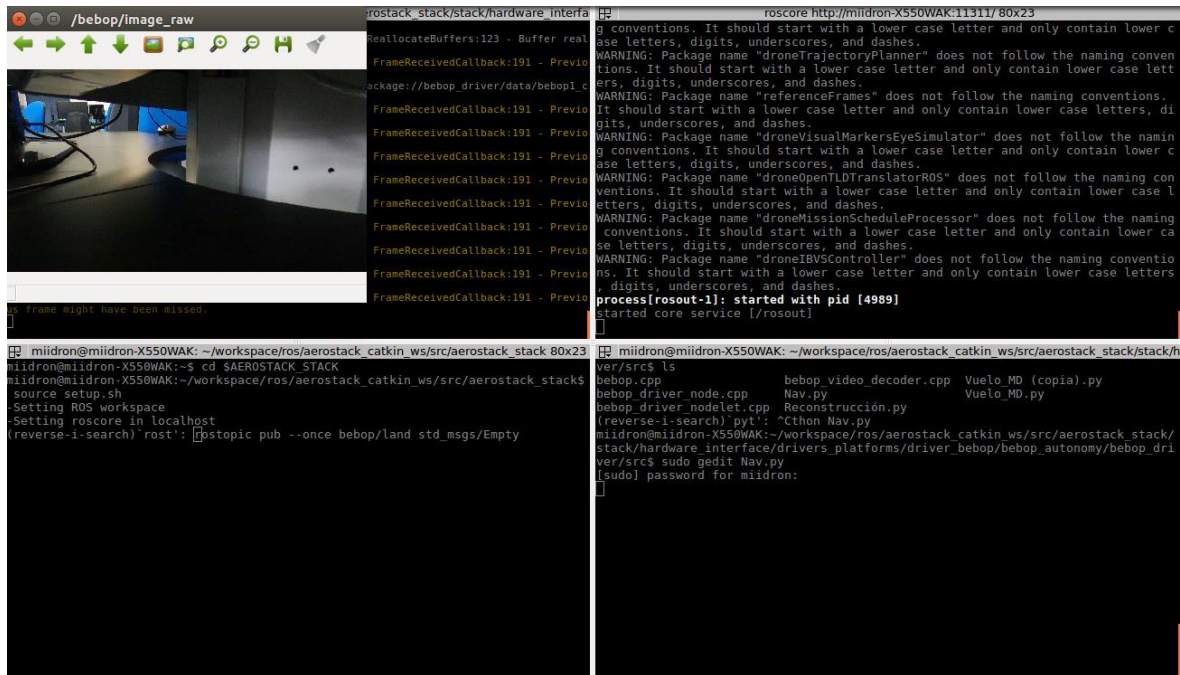 /bebop/image_raw
erostack_stack/stack/hardware_interfa
ReallocateBuffers:123 - Buffer real
FrameReceivedCallback:191 - Previo
ackage://bebop_driver/data/bebop1_c
FrameReceivedCallback:191 - Previo
FrameReceivedCallback:191 - Previo
FrameReceivedCallback:191 - Previo
FrameReceivedCallback:191 - Previo
FrameReceivedCallback:191 - Previo
FrameReceivedCallback:191 - Previo
FrameReceivedCallback:191 - Previo
FrameReceivedCallback:191 - Previo
FrameReceivedCallback:191 - Previo
us frame might have been missed.
roscore http://miidron-X550WAK:11311/ 80x23
g conventions. It should start with a lower case letter and only contain lower c
ase letters, digits, underscores, and dashes.
WARNING: Package name "droneTrajectoryPlanner" does not follow the naming conven
tions. It should start with a lower case letter and only contain lower case lett
ers, digits, underscores, and dashes.
WARNING: Package name "referenceFrames" does not follow the naming conventions.
It should start with a lower case letter and only contain lower case letters, di
gits, underscores, and dashes.
WARNING: Package name "droneVisualMarkersEyeSimulator" does not follow the namin
g conventions. It should start with a lower case letter and only contain lower c
ase letters, digits, underscores, and dashes.
WARNING: Package name "droneOpenTLDTranslatorROS" does not follow the naming con
ventions. It should start with a lower case letter and only contain lower case l
etters, digits, underscores, and dashes.
WARNING: Package name "droneMissionScheduleProcessor" does not follow the naming
 conventions. It should start with a lower case letter and only contain lower ca
se letters, digits, underscores, and dashes.
WARNING: Package name "droneIBVSController" does not follow the naming conventio
ns. It should start with a lower case letter and only contain lower case letters
, digits, underscores, and dashes.
process[rosout-1]: started with pid [4989]
started core service [/rosout]
miidron@miidron-X550WAK: ~/workspace/ros/aerostack_catkin_ws/src/aerostack_stack 80x23
miidron@miidron-X550WAK:~$ cd $AEROSTACK_STACK
miidron@miidron-X550WAK:~/workspace/ros/aerostack_catkin_ws/src/aerostack_stack$
 source setup.sh
-Setting ROS workspace
-Setting roscore in localhost
(reverse-i-search)`rost': rostopic pub --once bebop/land std_msgs/Empty
miidron@miidron-X550WAK: ~/workspace/ros/aerostack_catkin_ws/src/aerostack_stack/stack/h
ver/src$ ls
bebop.cpp bebop_video_decoder.cpp Vuelo_MD (copia).py
bebop_driver_node.cpp Nav.py Vuelo_MD.py
bebop_driver_nodelet.cpp Reconstrucción.py
(reverse-i-search)`pyt': ^Cthon Nav.py
miidron@miidron-X550WAK:~/workspace/ros/aerostack_catkin_ws/src/aerostack_stack/
stack/hardware_interface/drivers_platforms/driver_bebop/bebop_autonomy/bebop_dri
ver/src$ sudo gedit Nav.py
[sudo] password for miidron: